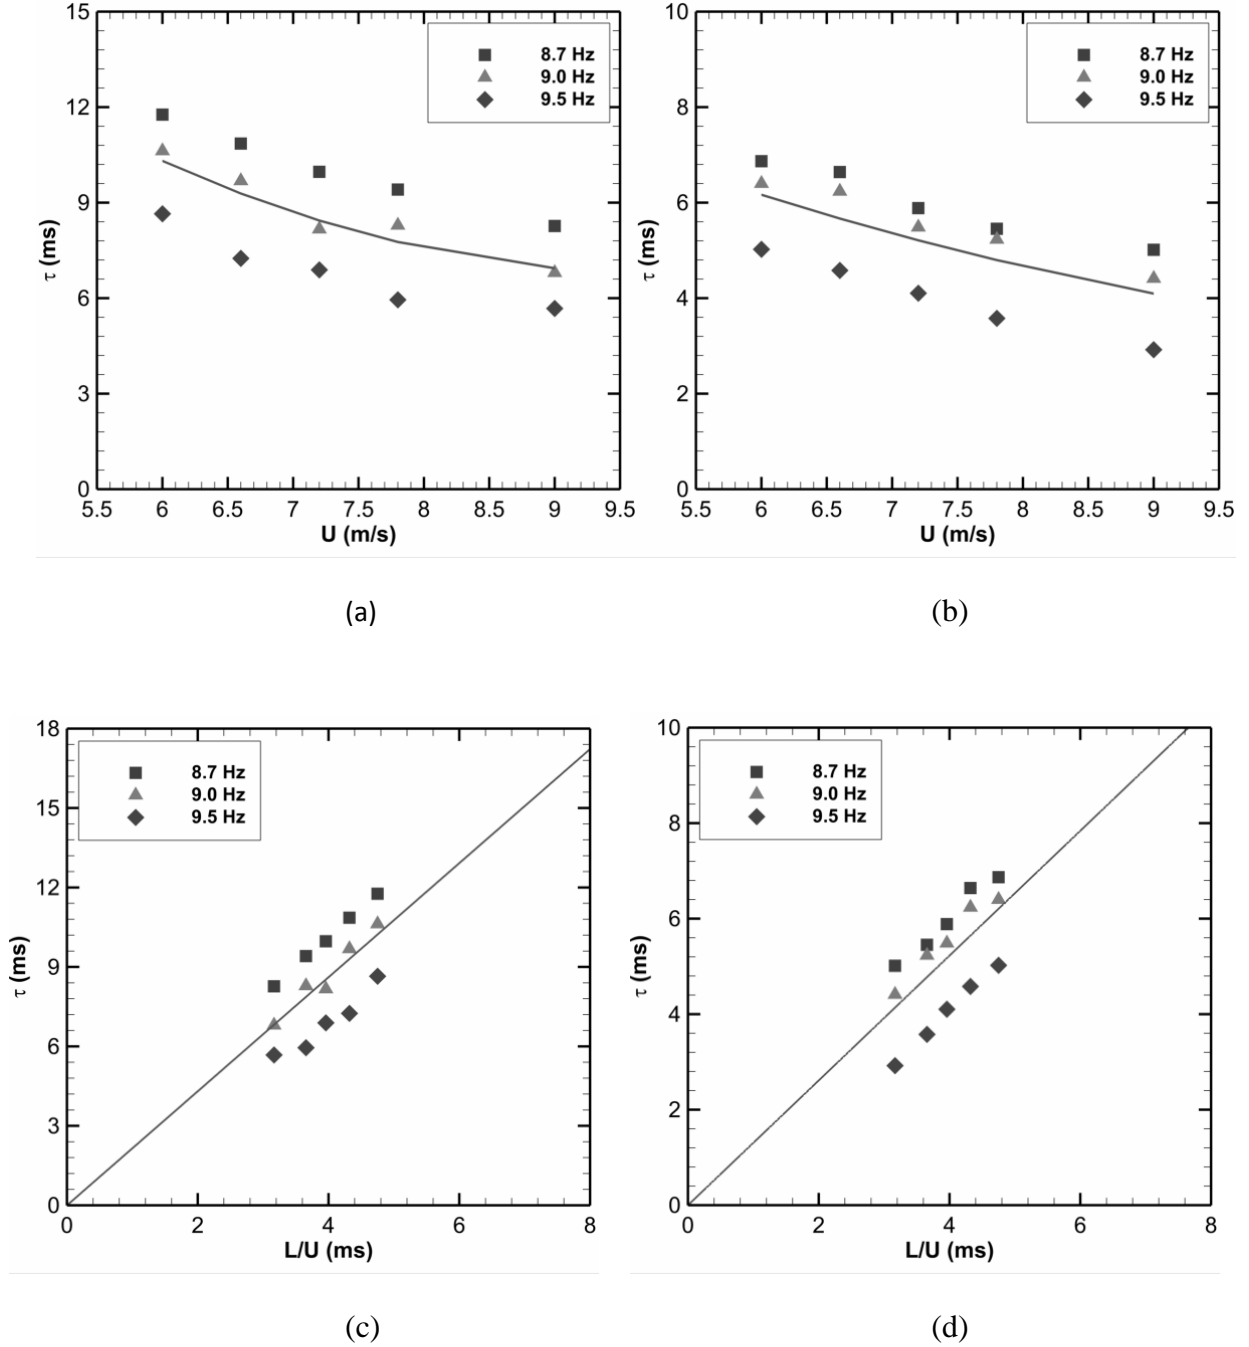 15
12
9
6
3
0
τ (ms)
5.5 6 6.5 7 7.5 8 8.5 9 9.5
U (m/s)
8.7 Hz
9.0 Hz
9.5 Hz
(a)
10
8
6
4
2
0
τ (ms)
5.5 6 6.5 7 7.5 8 8.5 9 9.5
U (m/s)
8.7 Hz
9.0 Hz
9.5 Hz
(b)
18
15
12
9
6
3
0
τ (ms)
0 2 4 6 8
L/U (ms)
8.7 Hz
9.0 Hz
9.5 Hz
(c)
10
8
6
4
2
0
τ (ms)
0 2 4 6 8
L/U (ms)
8.7 Hz
9.0 Hz
9.5 Hz
(d)